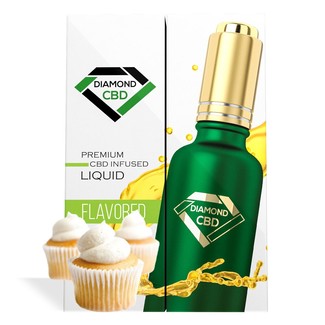 DIAMOND
CBD
PREMIUM
CBD INFUSED
LIQUID
FLAVORED
DIAMOND
CBD